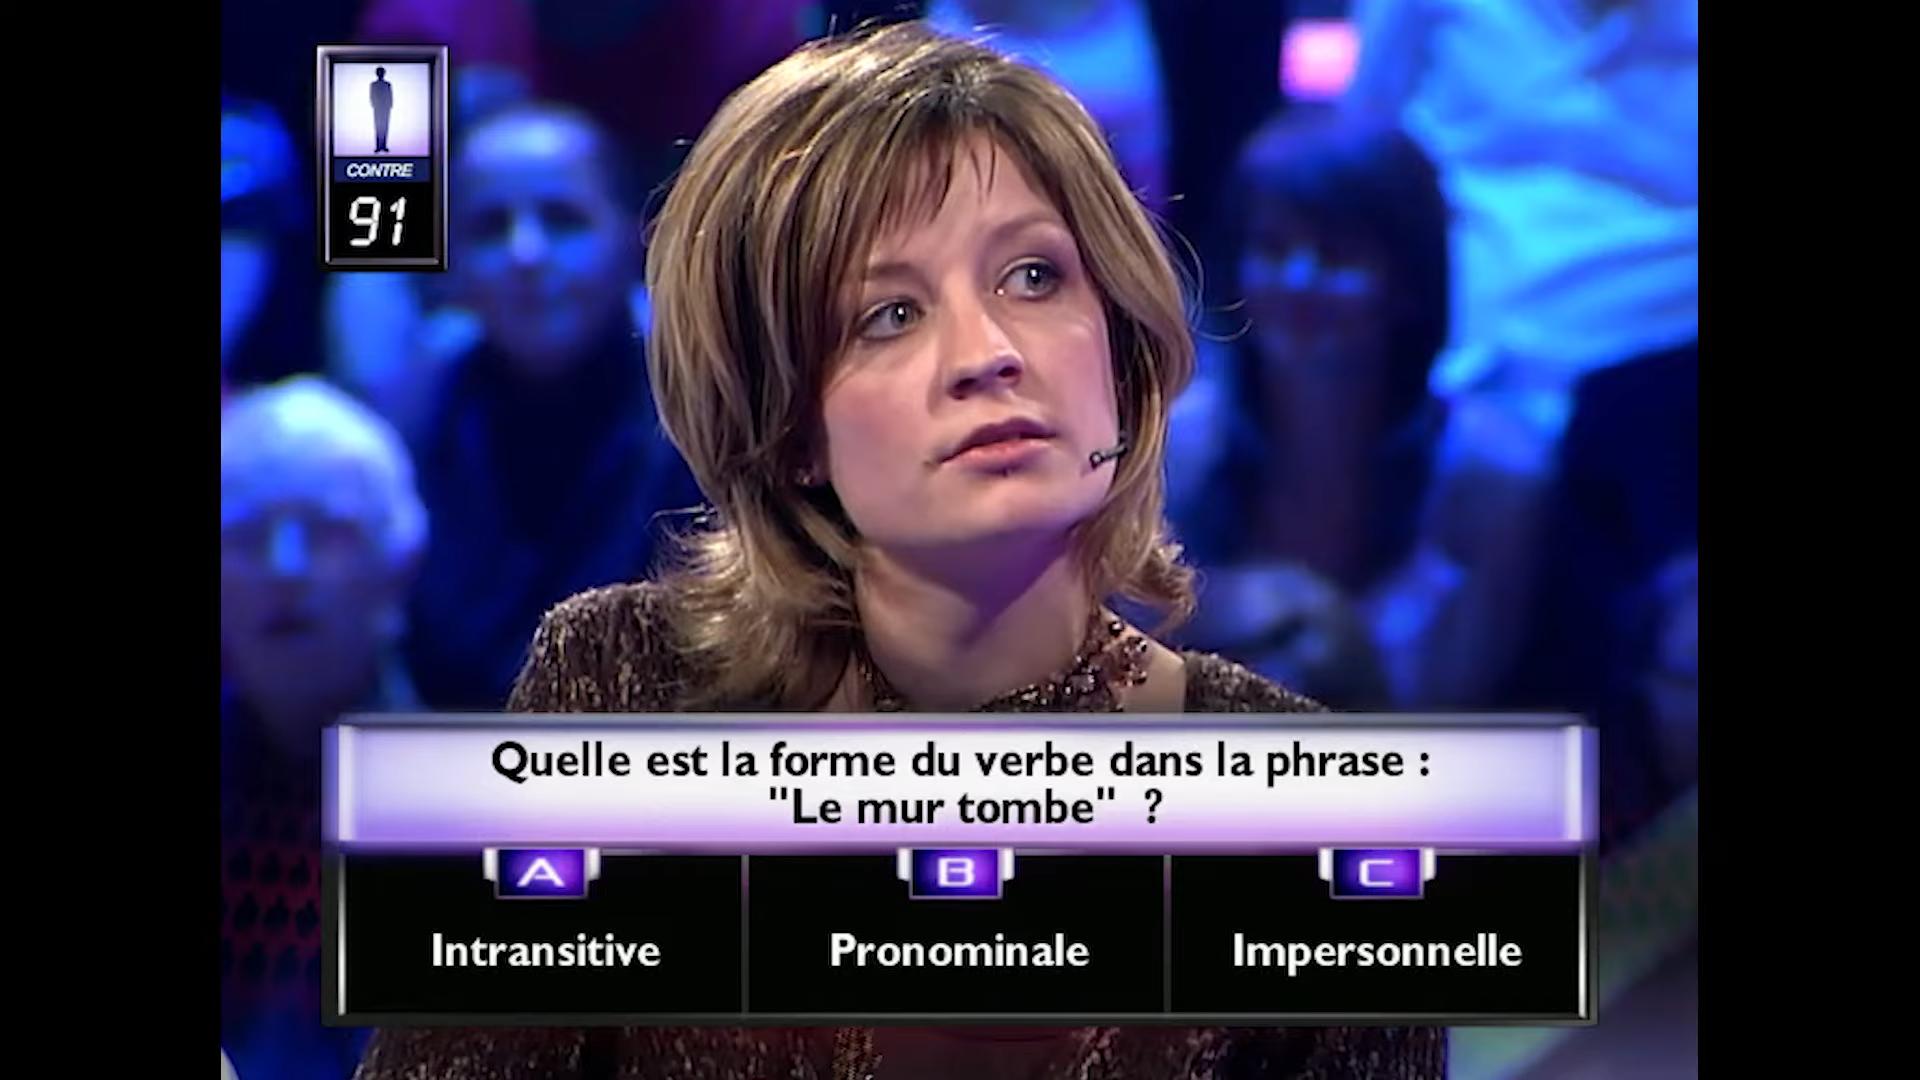 CONTRE
91
Quelle est la forme du verbe dans la phrase :
"Le mur tombe" ?
A
B
C
Intransitive
Pronominale
Impersonnelle